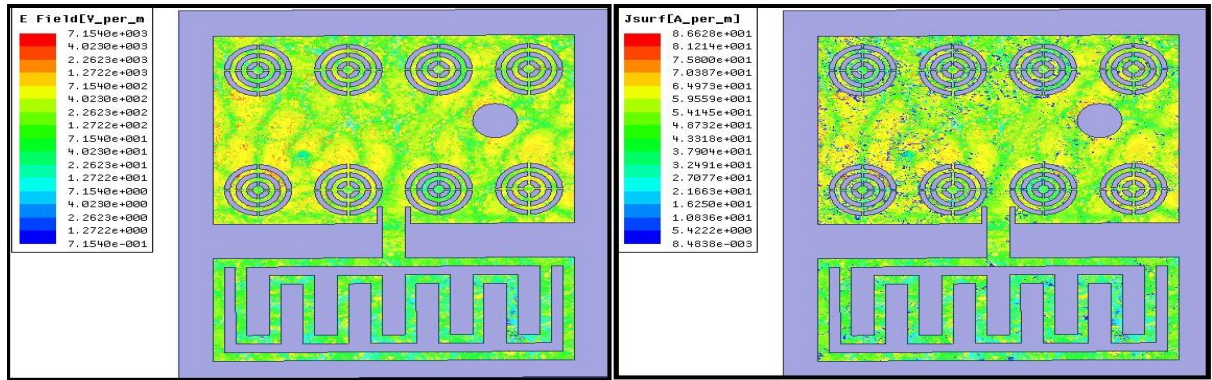 E Field[V_per_m
7.1540e+003
4.0230e+003
2.2623e+003
1.2722e+003
7.1540e+002
4.0230e+002
2.2623e+002
1.2722e+002
7.1540e+001
4.0230e+001
2.2623e+001
1.2722e+001
7.1540e+000
4.0230e+000
2.2623e+000
1.2722e+000
7.1540e-001
Jsurf[A_per_m]
8.6628e+001
8.1214e+001
7.5800e+001
7.0387e+001
6.4973e+001
5.9559e+001
5.4145e+001
4.8732e+001
4.3318e+001
3.7904e+001
3.2491e+001
2.7077e+001
2.1663e+001
1.6250e+001
1.0836e+001
5.4222e+000
8.4838e-003